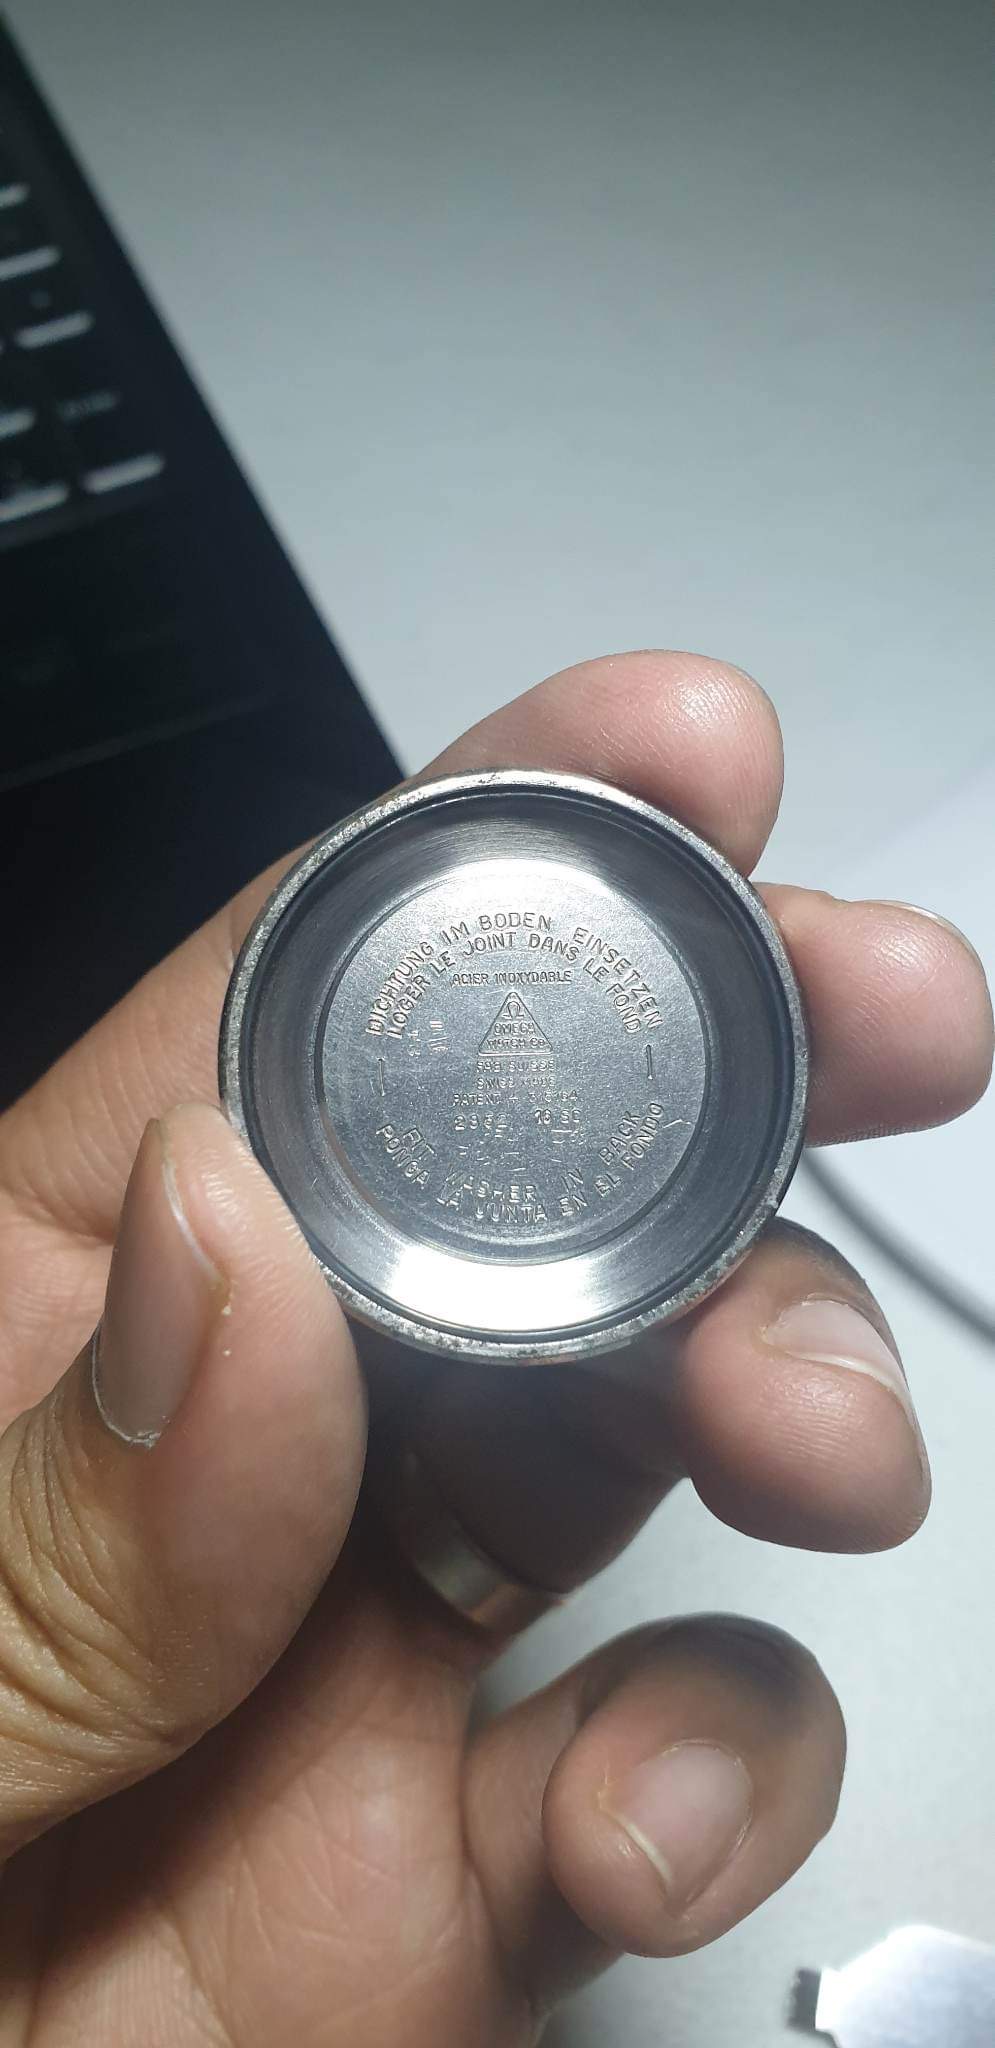 DICHTUNG IM BODEN EINSETZEN
LOGER LE JOINT DANS LE FOND
ACIER INOXYDABLE
Ω
OMEGA
WATCH CO
FAB. SUISSE
SWISS MADE
PATENT +
FIT WASHER IN BACK
PONGA LA JUNTA EN EL FONDO